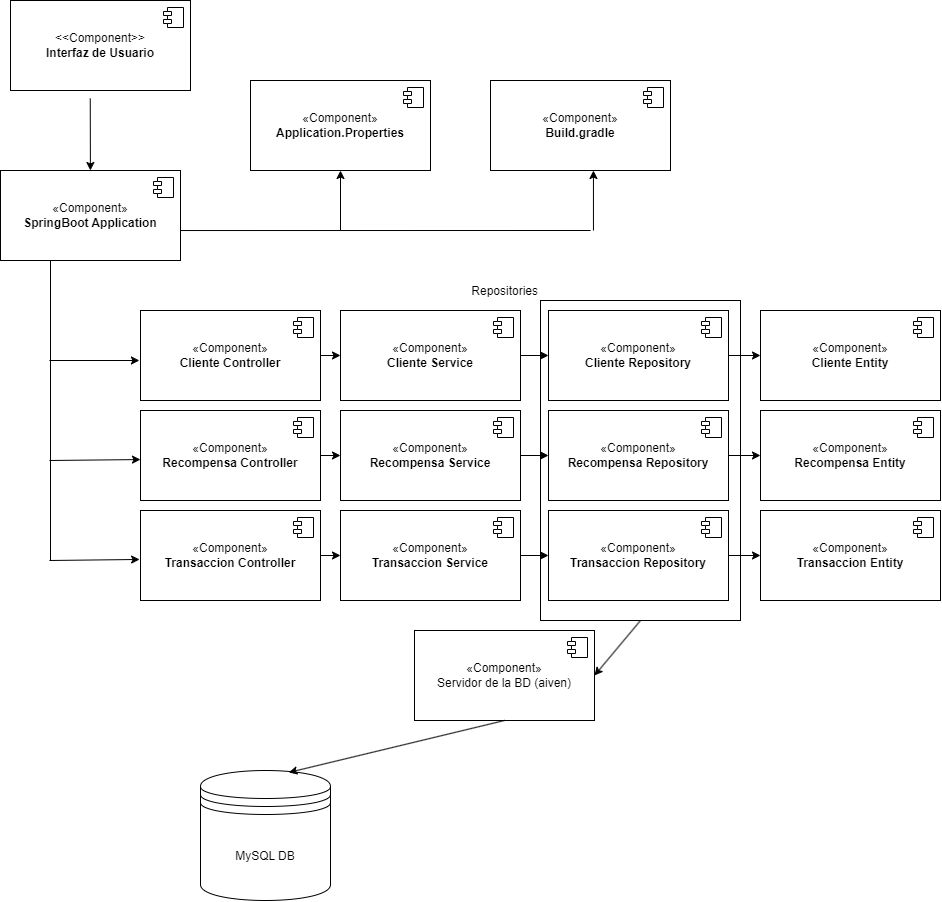 <<Component>>
Interfaz de Usuario
«Component»
Application.Properties
«Component»
Build.gradle
«Component»
SpringBoot Application
Repositories
«Component»
Cliente Controller
«Component»
Cliente Service
«Component»
Cliente Repository
«Component»
Cliente Entity
«Component»
Recompensa Controller
«Component»
Recompensa Service
«Component»
Recompensa Repository
«Component»
Recompensa Entity
«Component»
Transaccion Controller
«Component»
Transaccion Service
«Component»
Transaccion Repository
«Component»
Transaccion Entity
«Component»
Servidor de la BD (aiven)
MySQL DB